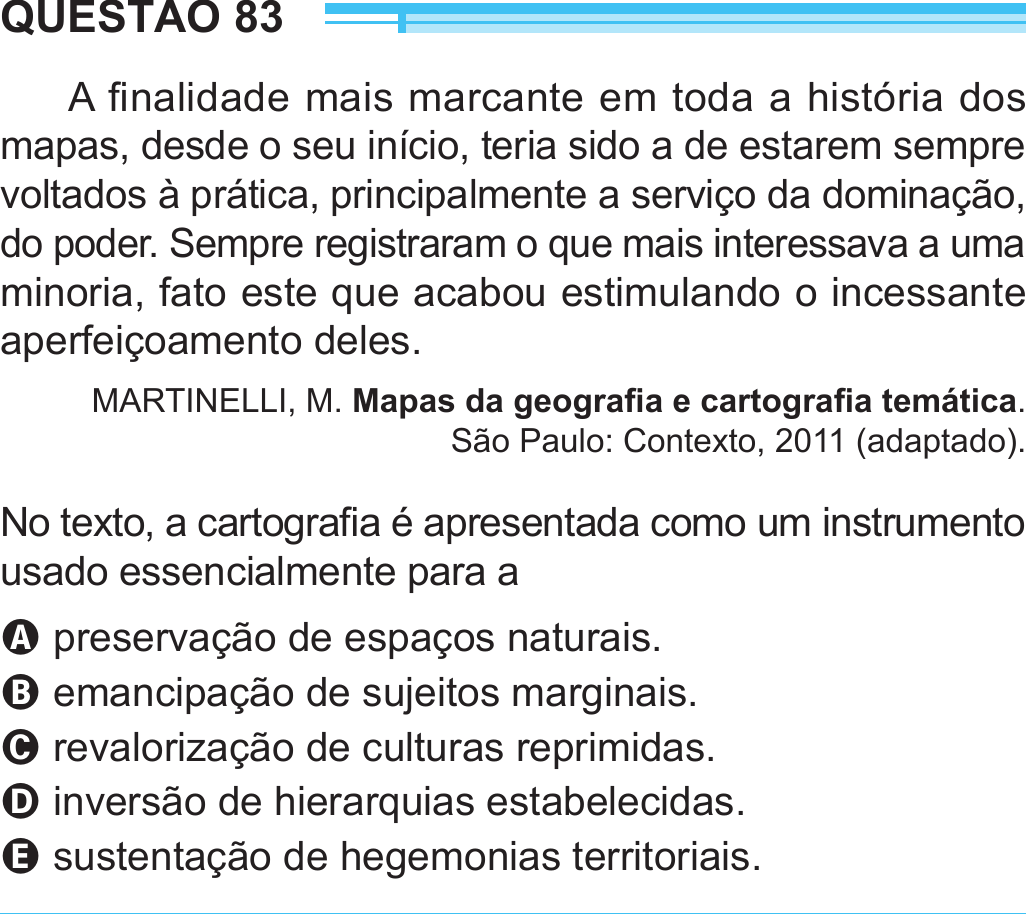 QUESTÃO 83
A finalidade mais marcante em toda a história dos
mapas, desde o seu início, teria sido a de estarem sempre
voltados à prática, principalmente a serviço da dominação,
do poder. Sempre registraram o que mais interessava a uma
minoria, fato este que acabou estimulando o incessante
aperfeiçoamento deles.
MARTINELLI, M. Mapas da geografia e cartografia temática.
São Paulo: Contexto, 2011 (adaptado).
No texto, a cartografia é apresentada como um instrumento
usado essencialmente para a
A preservação de espaços naturais.
B emancipação de sujeitos marginais.
C revalorização de culturas reprimidas.
D inversão de hierarquias estabelecidas.
E sustentação de hegemonias territoriais.